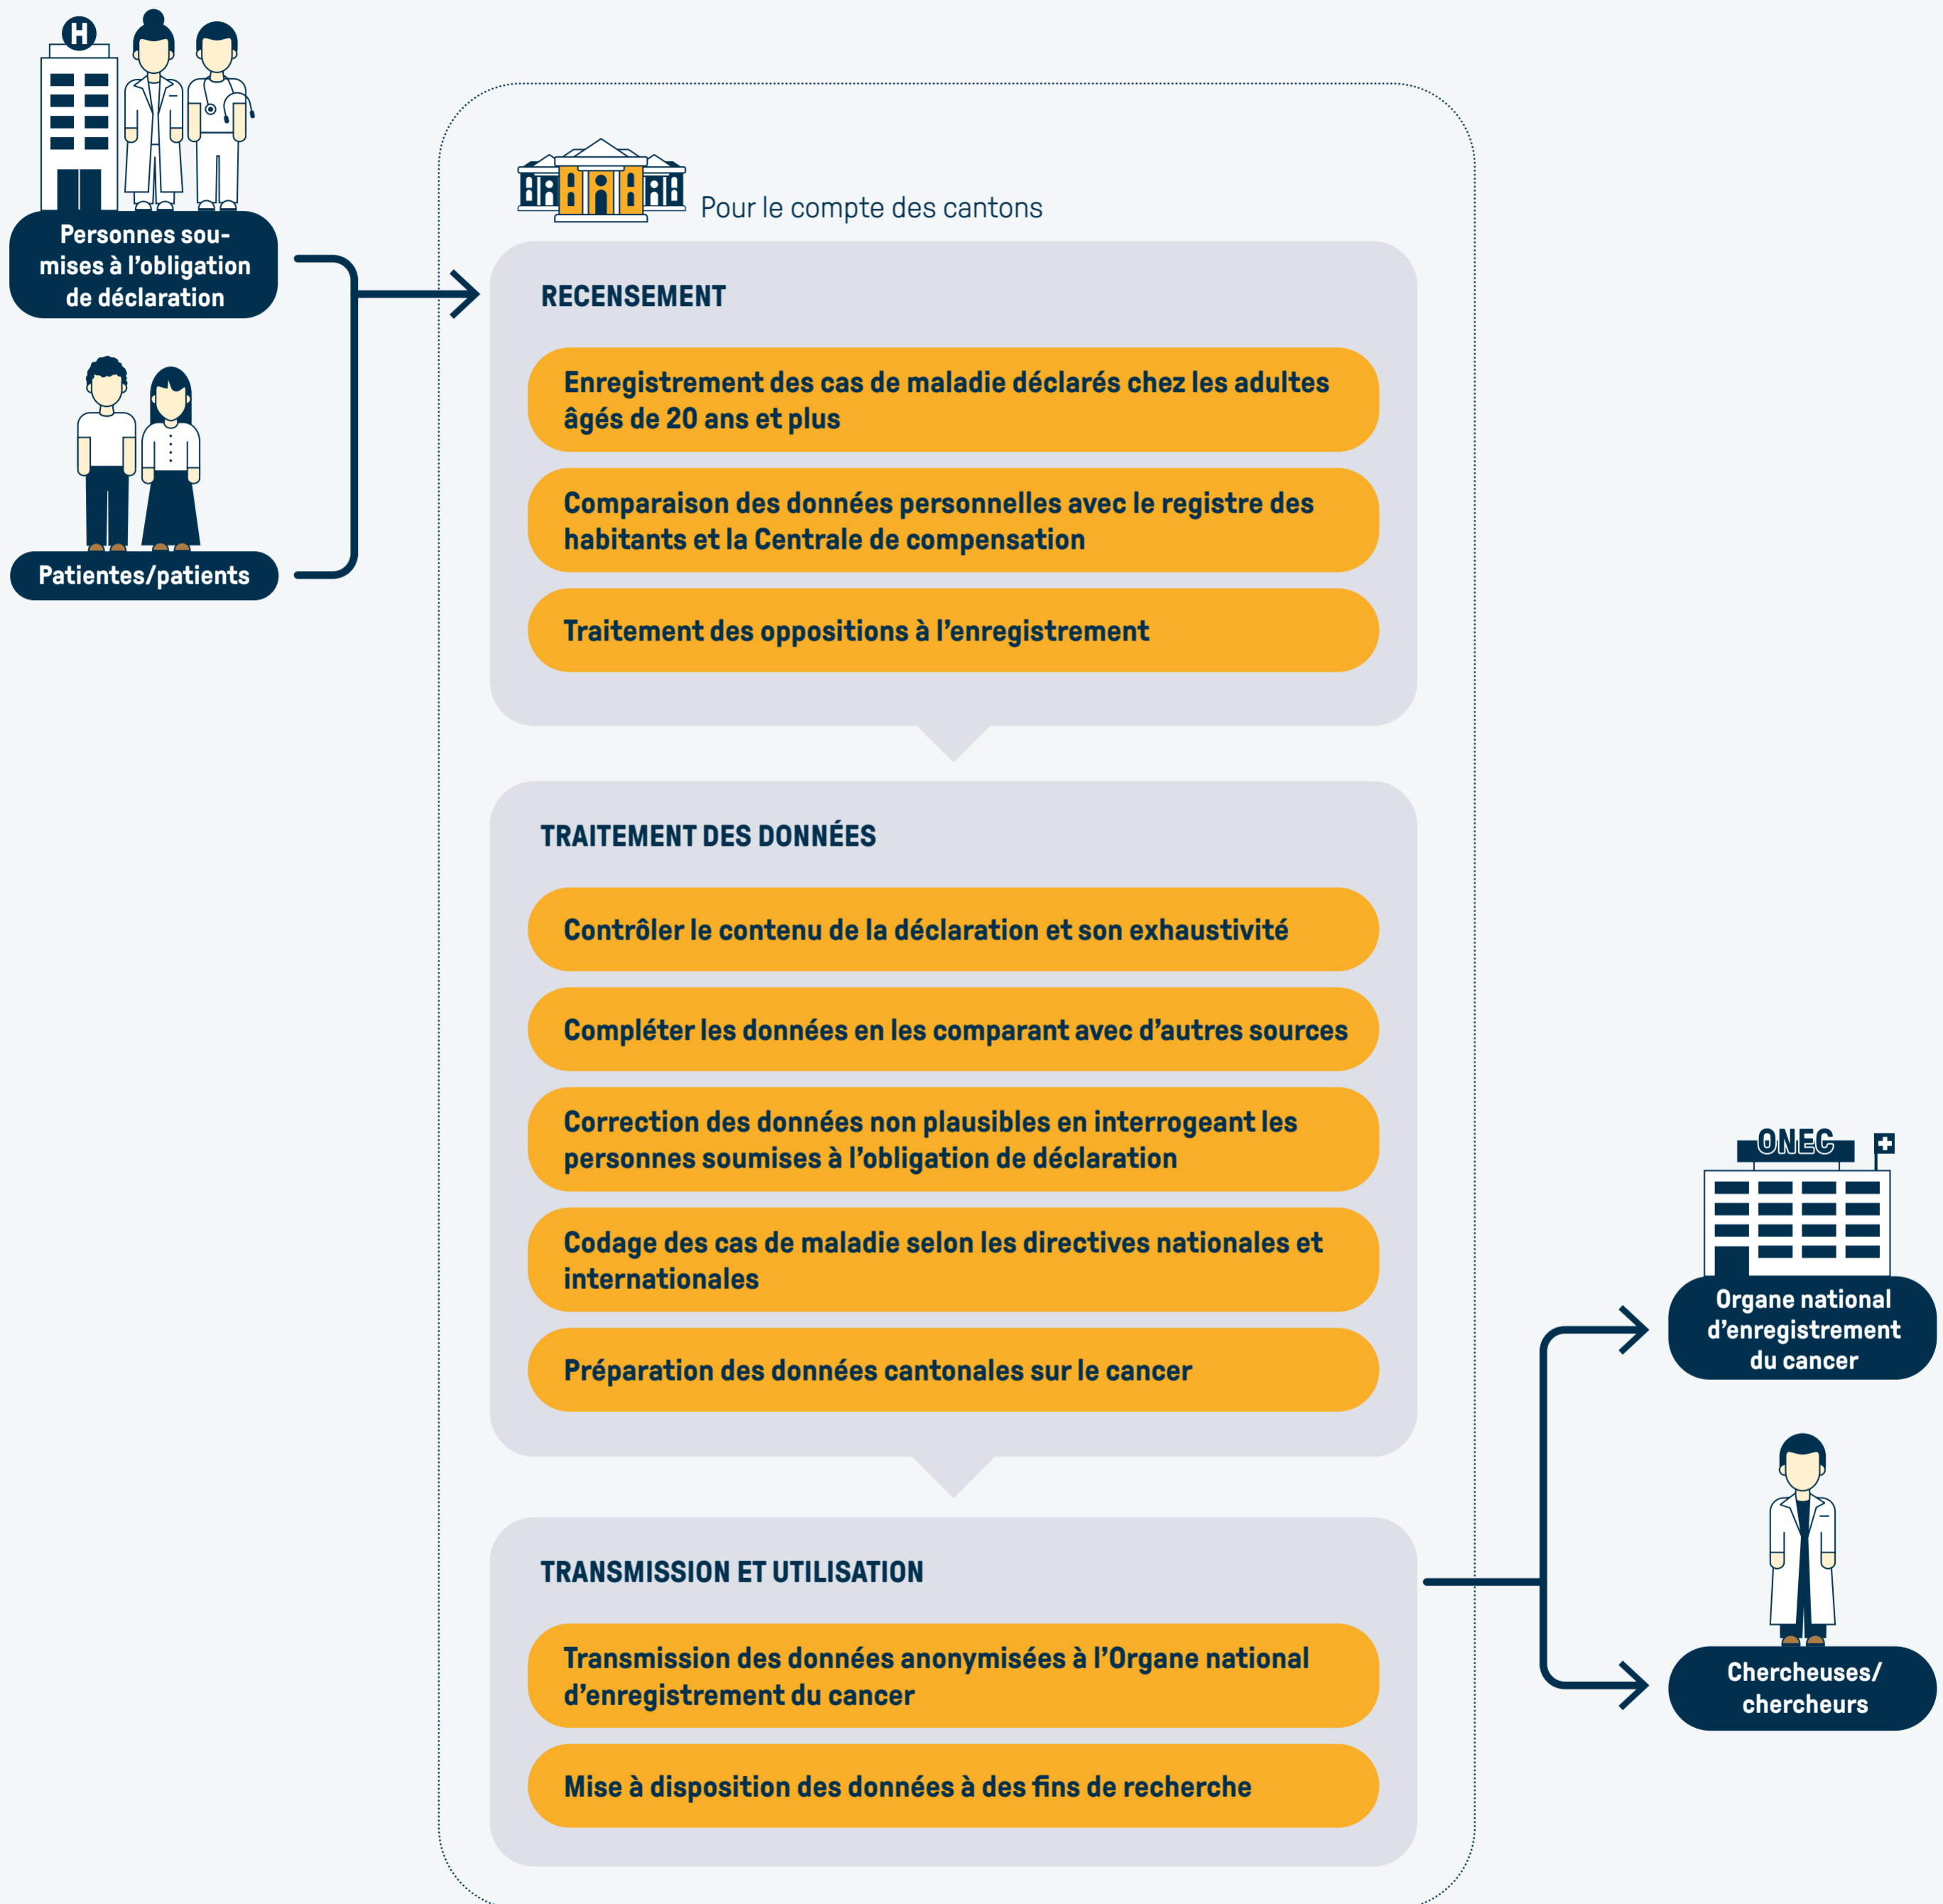 H
Personnes sou-
mises à l’obligation
de déclaration
Patientes/patients
Pour le compte des cantons
RECENSEMENT
Enregistrement des cas de maladie déclarés chez les adultes
âgés de 20 ans et plus
Comparaison des données personnelles avec le registre des
habitants et la Centrale de compensation
Traitement des oppositions à l’enregistrement
TRAITEMENT DES DONNÉES
Contrôler le contenu de la déclaration et son exhaustivité
Compléter les données en les comparant avec d’autres sources
Correction des données non plausibles en interrogeant les
personnes soumises à l’obligation de déclaration
Codage des cas de maladie selon les directives nationales et
internationales
Préparation des données cantonales sur le cancer
TRANSMISSION ET UTILISATION
Transmission des données anonymisées à l’Organe national
d’enregistrement du cancer
Mise à disposition des données à des fins de recherche
ONEC
Organe national
d’enregistrement
du cancer
Chercheuses/
chercheurs